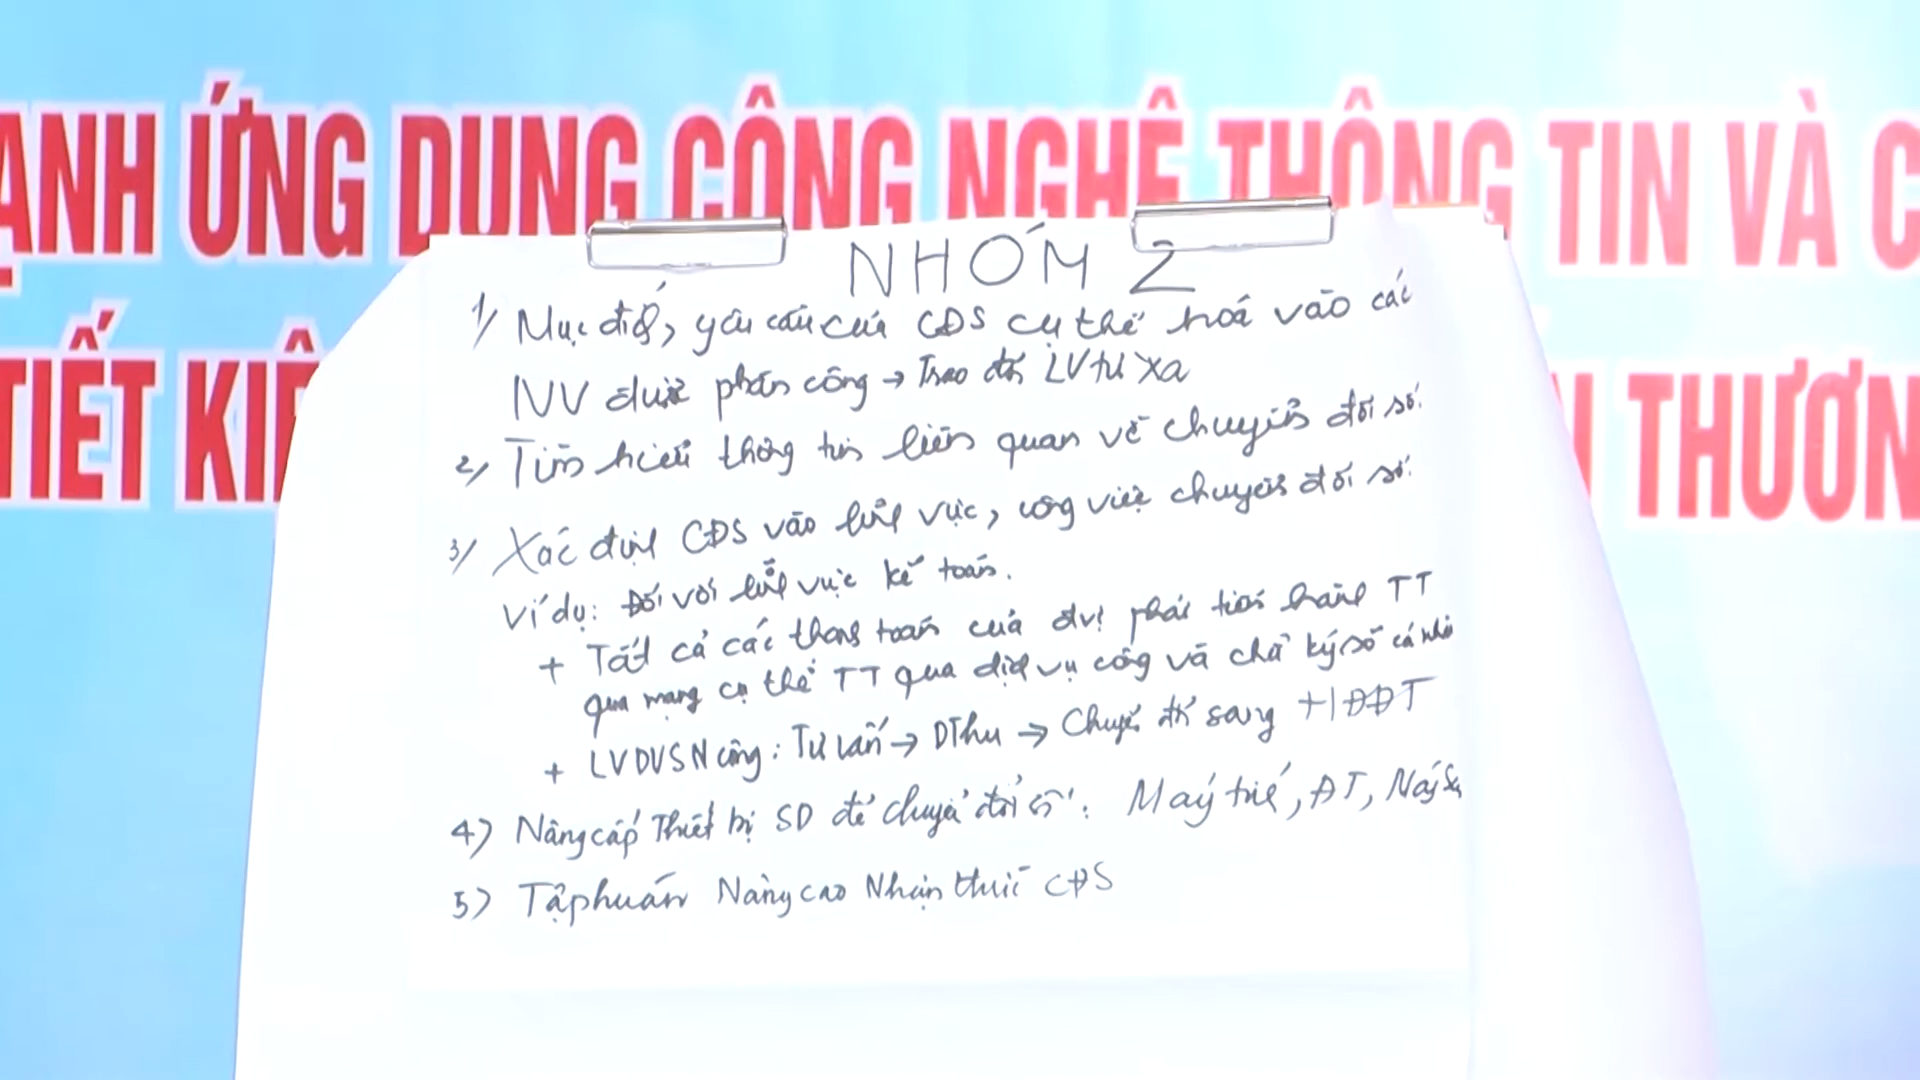 ẠNH ỨNG DỤNG CÔNG NGHỆ THÔNG TIN VÀ C
TIẾT KIỆ
THƯƠN
NHÓM 2
1/ Mục đích, yêu cầu của CĐS cụ thể hoá vào các
NV được phân công → Trao đổi LV từ xa
2/ Tìm hiểu thông tin liên quan về chuyển đổi số.
3/ Xác định CĐS vào lĩnh vực, công việc chuyển đổi số.
Ví dụ: Đối với lĩnh vực kế toán.
+ Tất cả các thanh toán của đvị phải tiến hành TT
qua mạng cụ thể TT qua dịch vụ công và chữ ký số cá nhân
+ LVDVSN công: Tư vấn → DThu → Chuyển đổi sang HĐĐT
4) Nâng cấp Thiết bị SD để chuyển đổi số: Máy tính, ĐT, Máy
5) Tập huấn Nâng cao Nhận thức CĐS